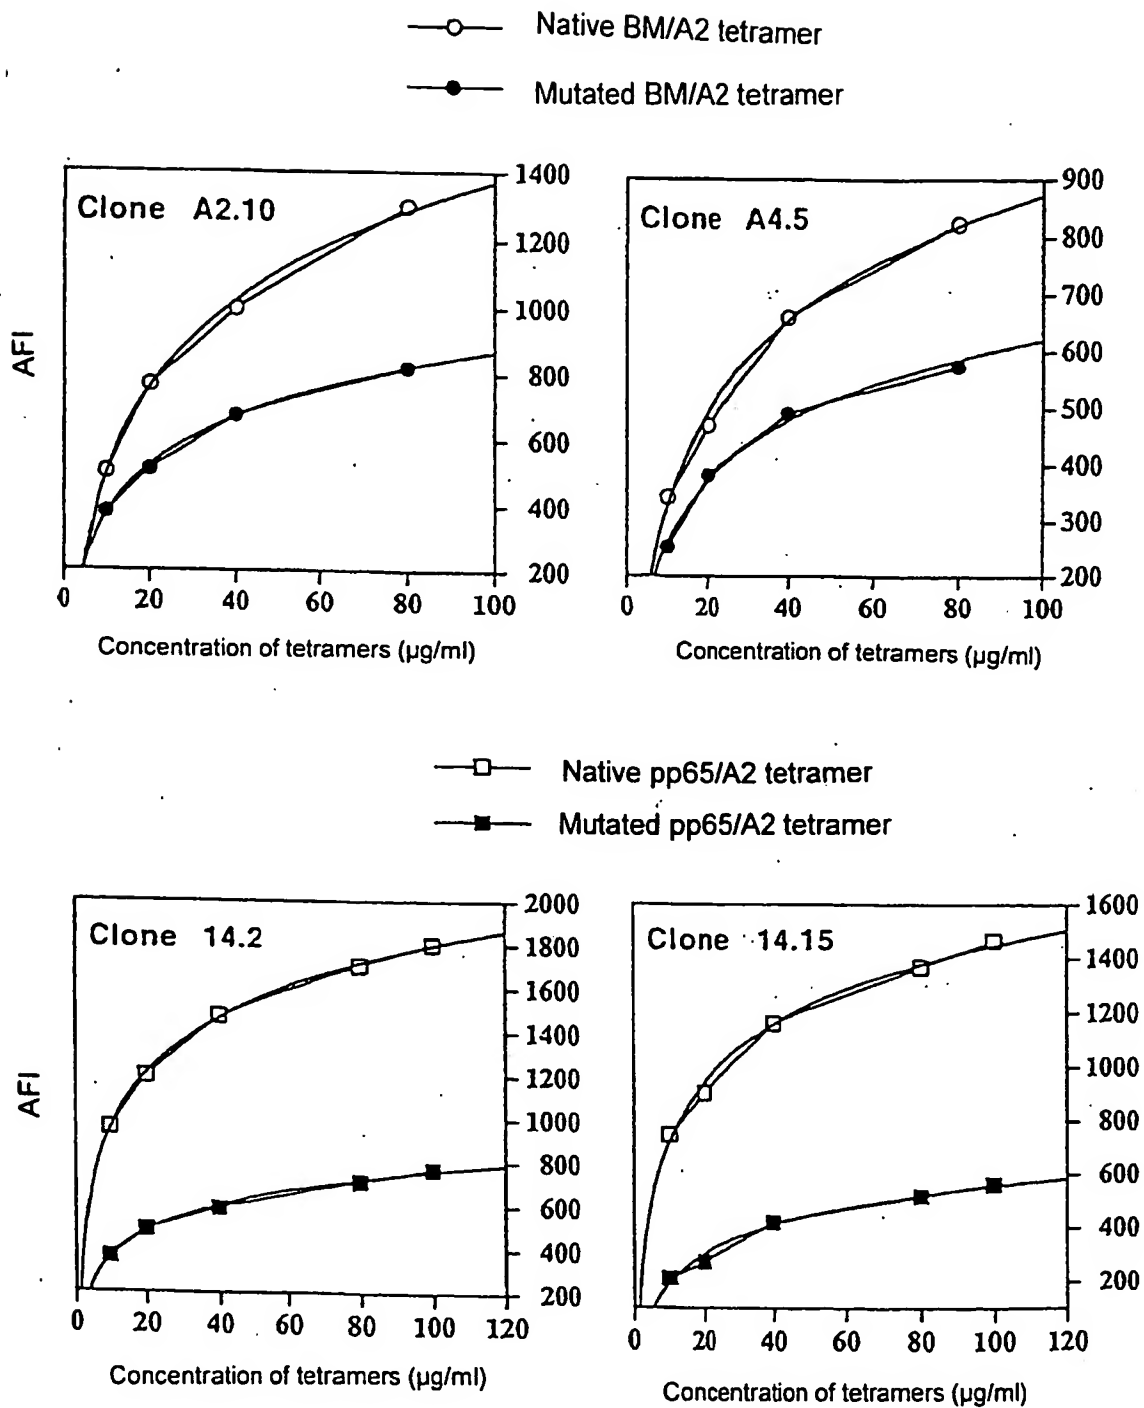 Native BM/A2 tetramer
Mutated BM/A2 tetramer
Clone A2.10
AFI
1400
1200
1000
800
600
400
200
0 20 40 60 80 100
Concentration of tetramers (µg/ml)
Clone A4.5
900
800
700
600
500
400
300
200
0 20 40 60 80 100
Concentration of tetramers (µg/ml)
Native pp65/A2 tetramer
Mutated pp65/A2 tetramer
Clone 14.2
AFI
2000
1800
1600
1400
1200
1000
800
600
400
200
0 20 40 60 80 100 120
Concentration of tetramers (µg/ml)
Clone 14.15
1600
1400
1200
1000
800
600
400
200
0 20 40 60 80 100 120
Concentration of tetramers (µg/ml)